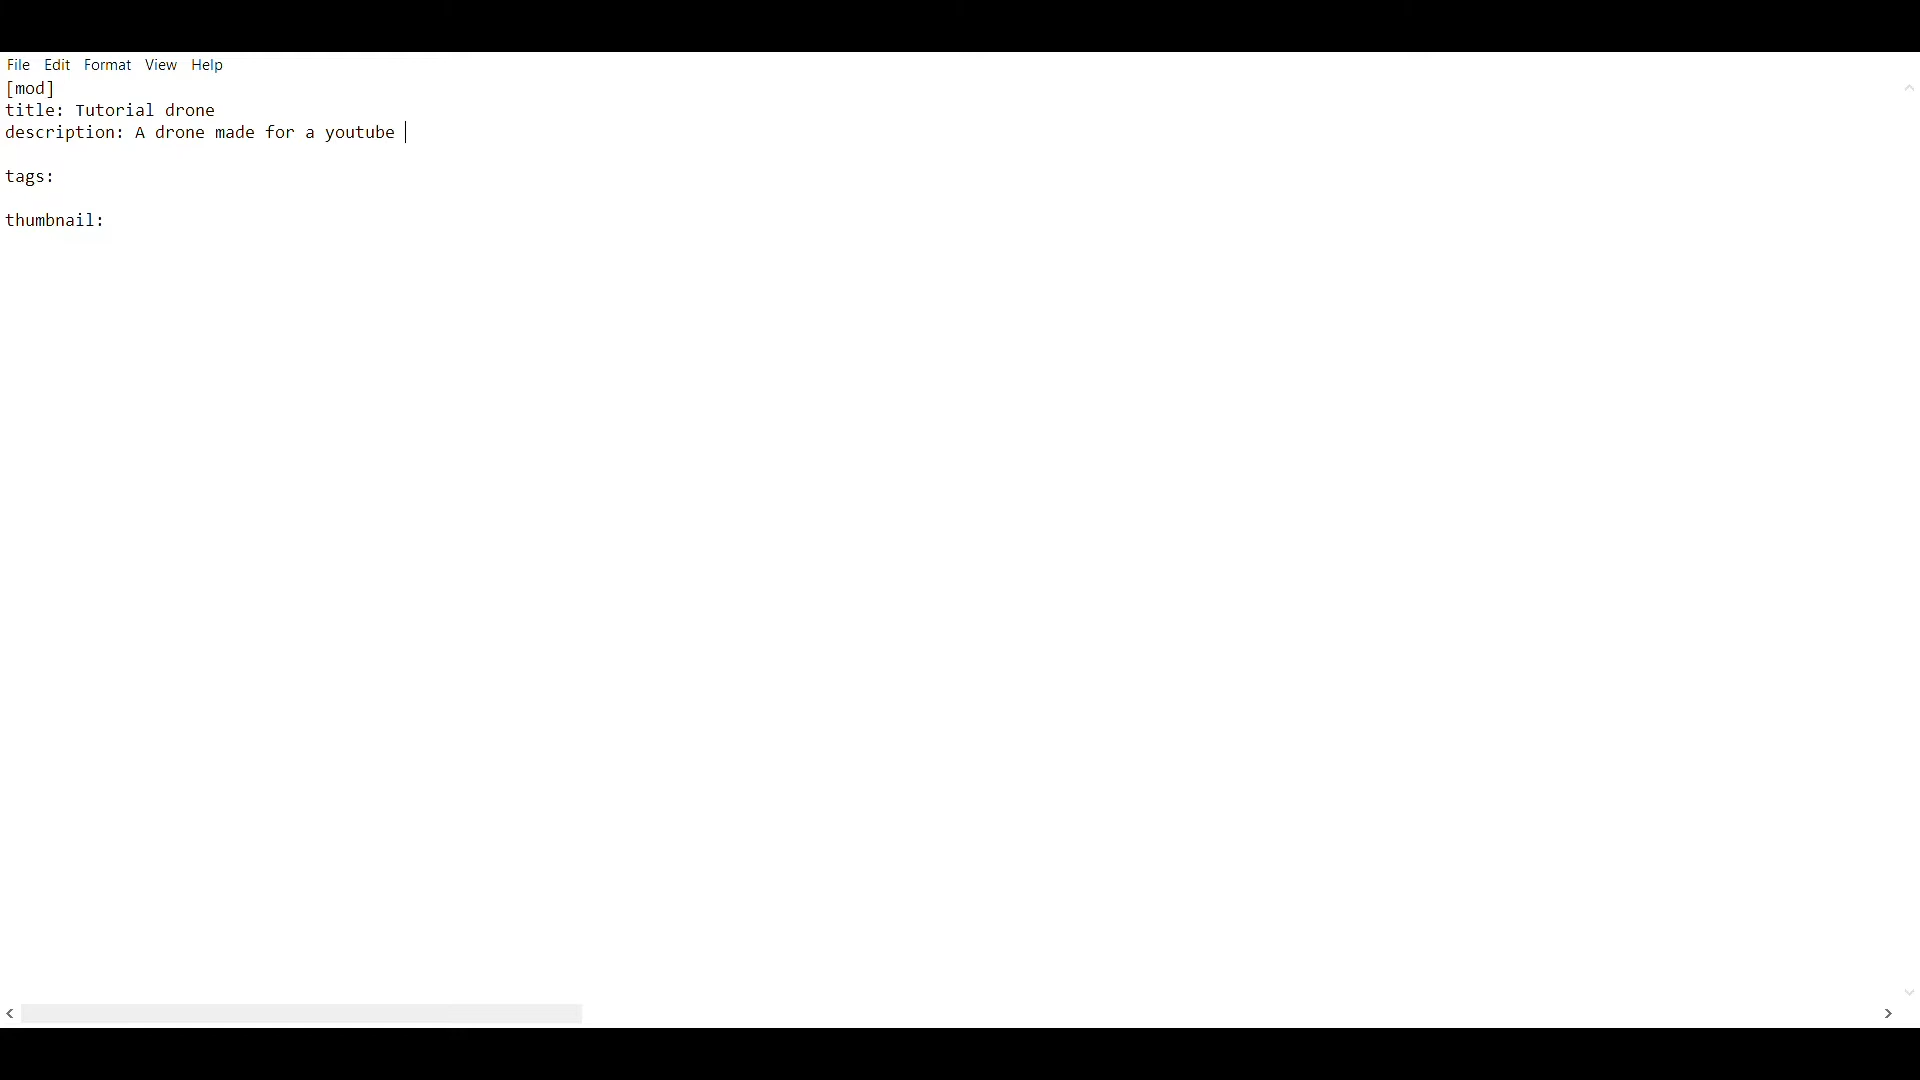 File Edit Format View Help
[mod]
title: Tutorial drone
description: A drone made for a youtube
tags:
thumbnail: